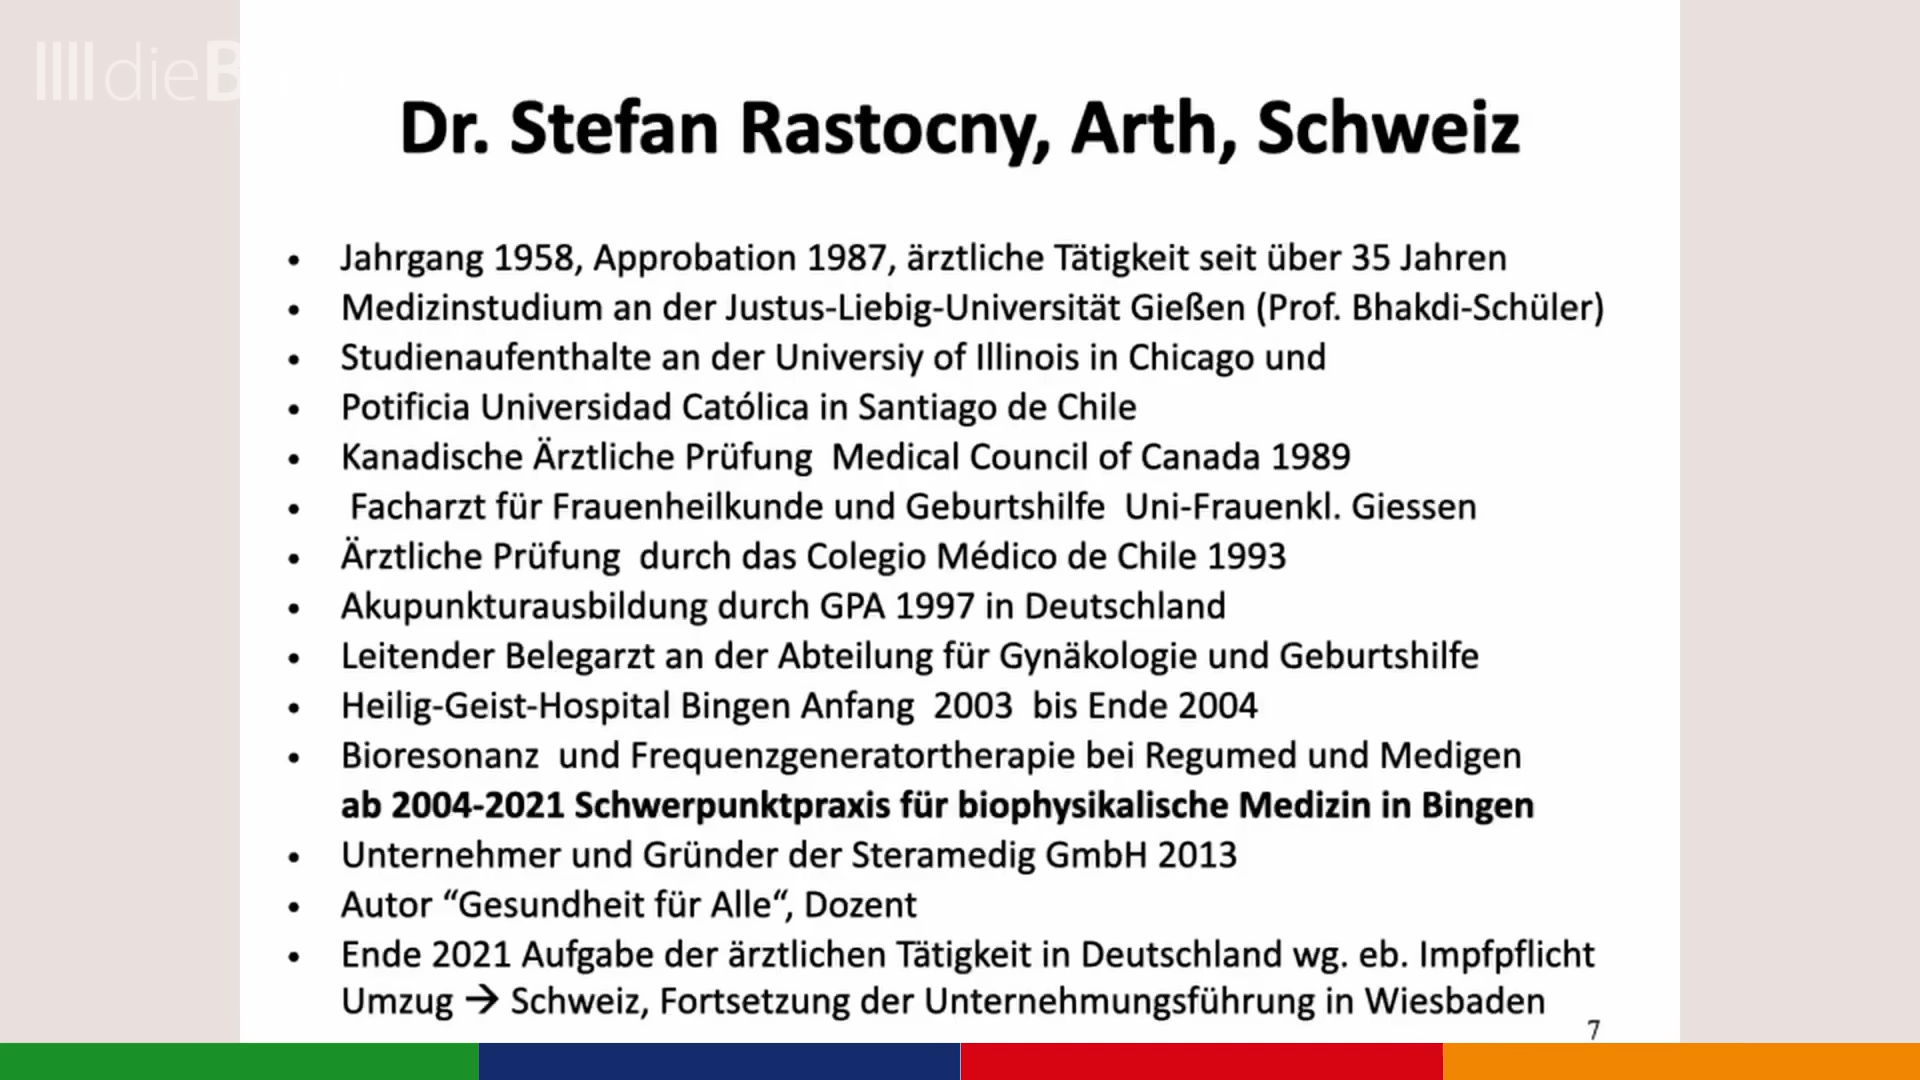 dieB
Dr. Stefan Rastocny, Arth, Schweiz
• Jahrgang 1958, Approbation 1987, ärztliche Tätigkeit seit über 35 Jahren
• Medizinstudium an der Justus-Liebig-Universität Gießen (Prof. Bhakdi-Schüler)
• Studienaufenthalte an der Universiy of Illinois in Chicago und
• Potificia Universidad Católica in Santiago de Chile
• Kanadische Ärztliche Prüfung  Medical Council of Canada 1989
• Facharzt für Frauenheilkunde und Geburtshilfe  Uni-Frauenkl. Giessen
• Ärztliche Prüfung  durch das Colegio Médico de Chile 1993
• Akupunkturausbildung durch GPA 1997 in Deutschland
• Leitender Belegarzt an der Abteilung für Gynäkologie und Geburtshilfe
• Heilig-Geist-Hospital Bingen Anfang  2003  bis Ende 2004
• Bioresonanz  und Frequenzgeneratortherapie bei Regumed und Medigen
ab 2004-2021 Schwerpunktpraxis für biophysikalische Medizin in Bingen
• Unternehmer und Gründer der Steramedig GmbH 2013
• Autor “Gesundheit für Alle“, Dozent
• Ende 2021 Aufgabe der ärztlichen Tätigkeit in Deutschland wg. eb. Impfpflicht
Umzug → Schweiz, Fortsetzung der Unternehmungsführung in Wiesbaden
7